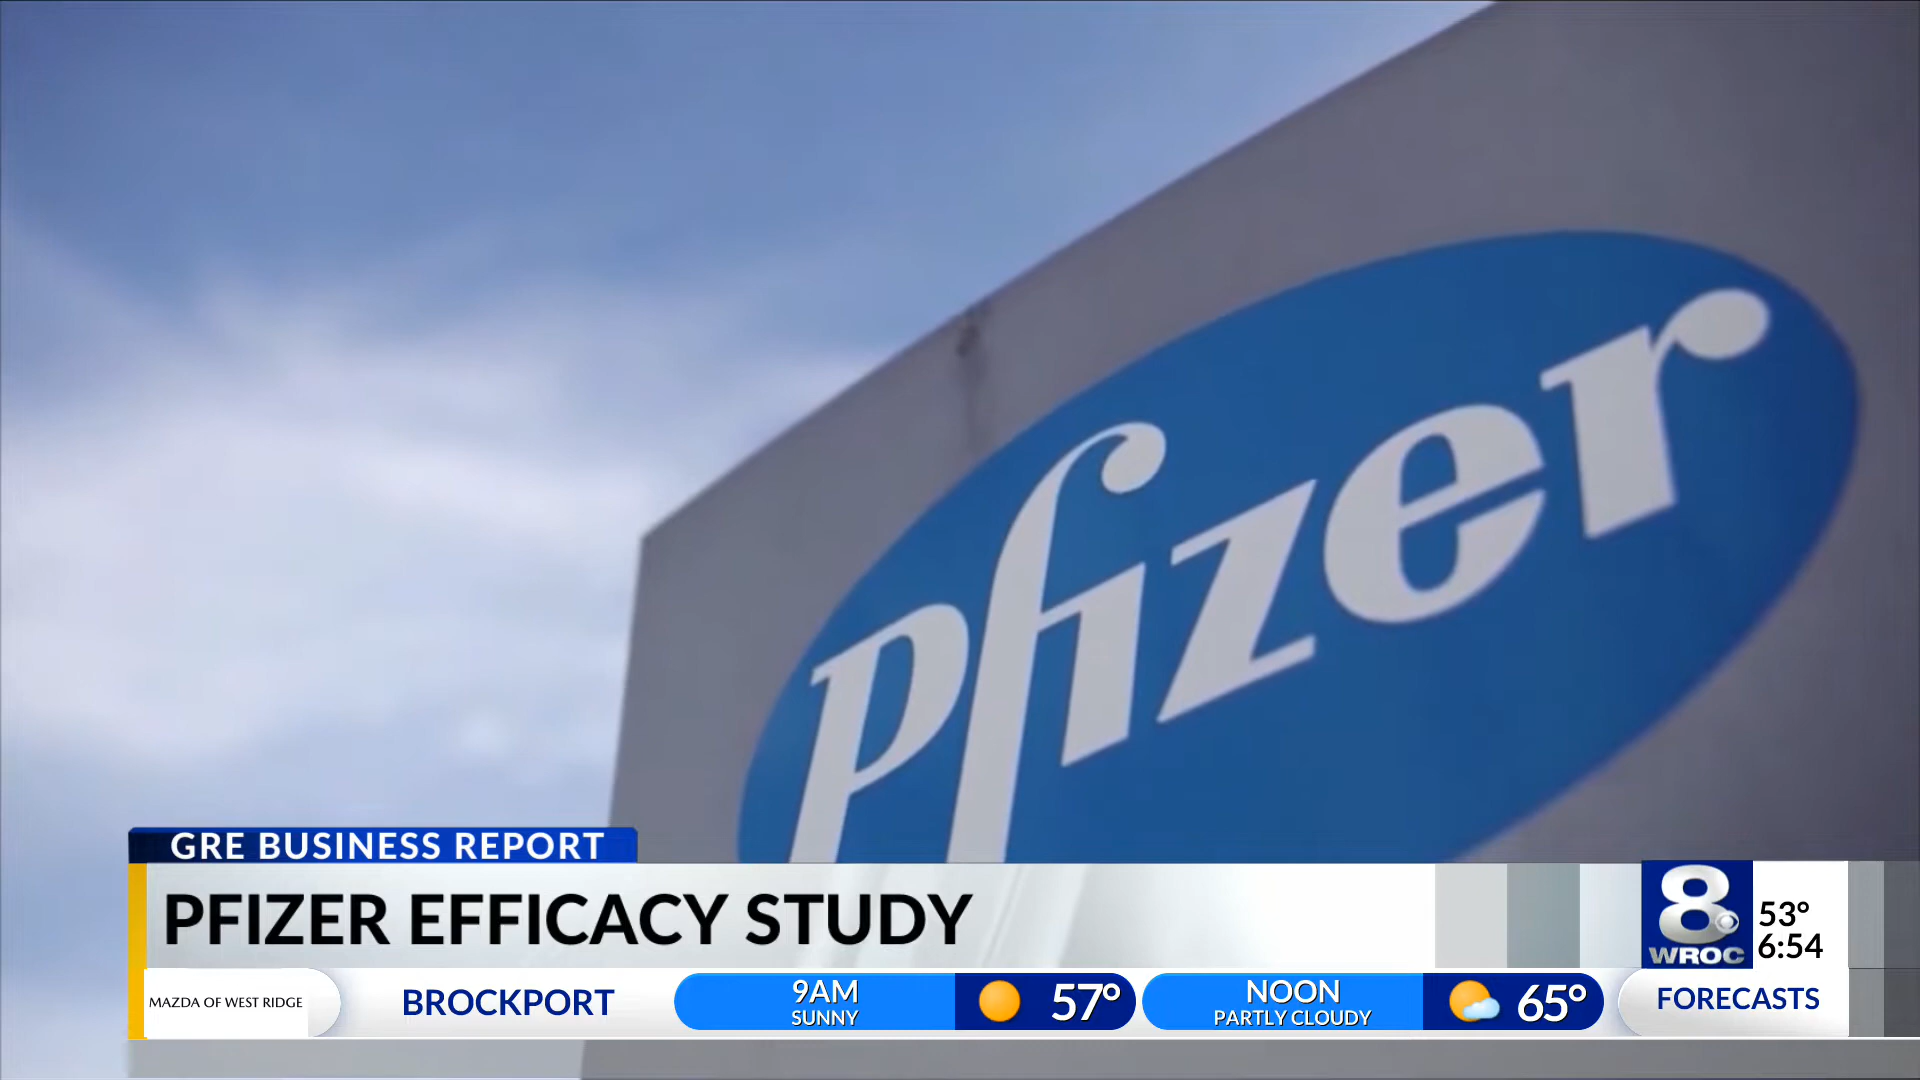 Pfizer
GRE BUSINESS REPORT
PFIZER EFFICACY STUDY
8
WROC
53°
6:54
MAZDA OF WEST RIDGE
BROCKPORT
9AM
SUNNY
57°
NOON
PARTLY CLOUDY
65°
FORECASTS